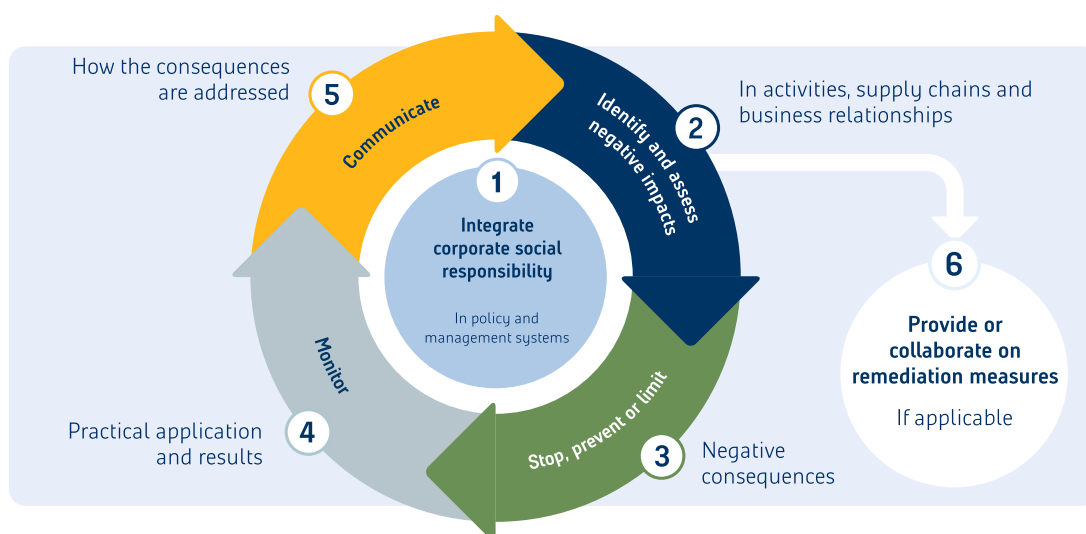 1
Integrate
corporate social
responsibility
In policy and
management systems
2
Identify and assess
negative impacts
In activities, supply chains and
business relationships
3
Stop, prevent or limit
Negative
consequences
4
Monitor
Practical application
and results
5
Communicate
How the consequences
are addressed
6
Provide or
collaborate on
remediation measures
If applicable